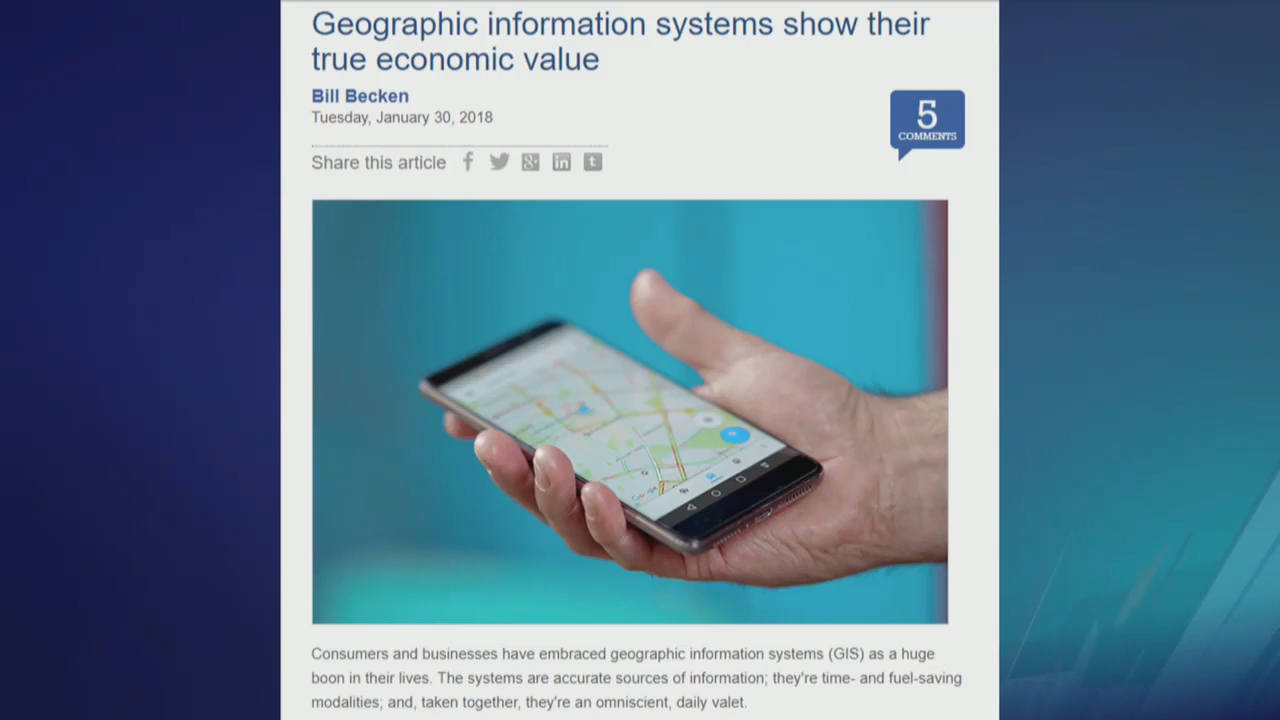 Geographic information systems show their
true economic value
Bill Becken
Tuesday, January 30, 2018
5
COMMENTS
Share this article
Consumers and businesses have embraced geographic information systems (GIS) as a huge
boon in their lives. The systems are accurate sources of information; they're time- and fuel-saving
modalities; and, taken together, they're an omniscient, daily valet.